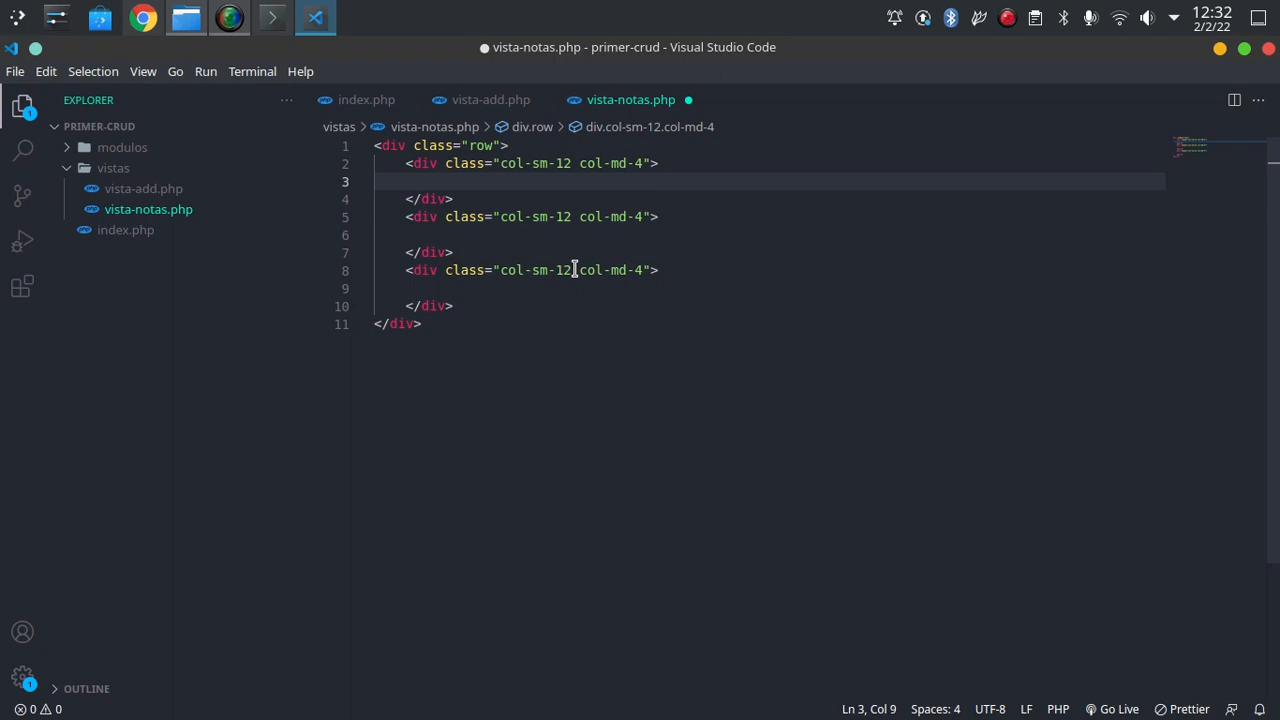 12:32
2/2/22
vista-notas.php - primer-crud - Visual Studio Code
File Edit Selection View Go Run Terminal Help
EXPLORER
index.php vista-add.php vista-notas.php
1
PRIMER-CRUD
vistas > vista-notas.php > div.row > div.col-sm-12.col-md-4
modulos
vistas
vista-add.php
vista-notas.php
index.php
1 <div class="row">
2 <div class="col-sm-12 col-md-4">
3
4 </div>
5 <div class="col-sm-12 col-md-4">
6
7 </div>
8 <div class="col-sm-12 col-md-4">
9
10 </div>
11 </div>
1
OUTLINE
0 0 Ln 3, Col 9 Spaces: 4 UTF-8 LF PHP Go Live Prettier